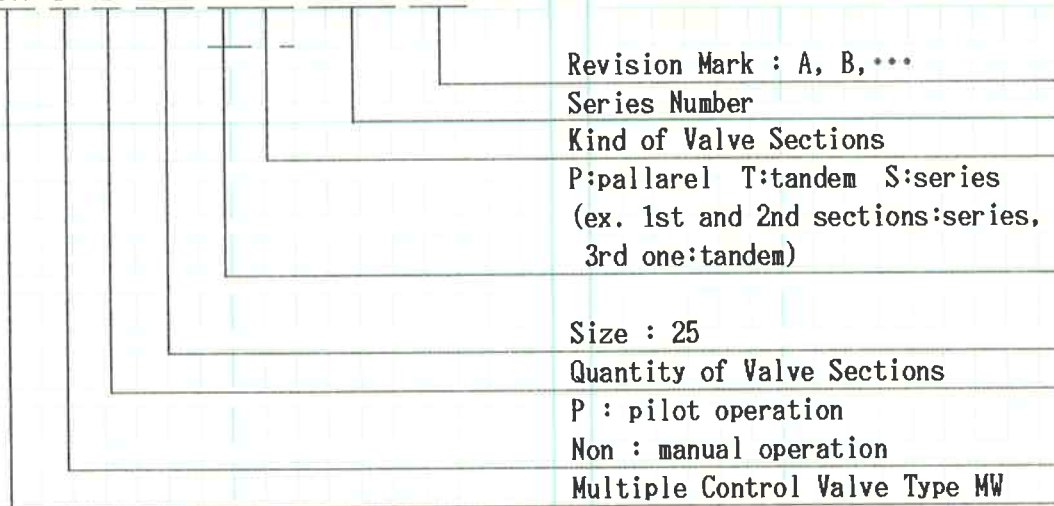 Revision Mark : A, B, ···
Series Number
Kind of Valve Sections
P:pallarel T:tandem S:series
(ex. 1st and 2nd sections:series,
3rd one:tandem)
Size : 25
Quantity of Valve Sections
P : pilot operation
Non : manual operation
Multiple Control Valve Type MW